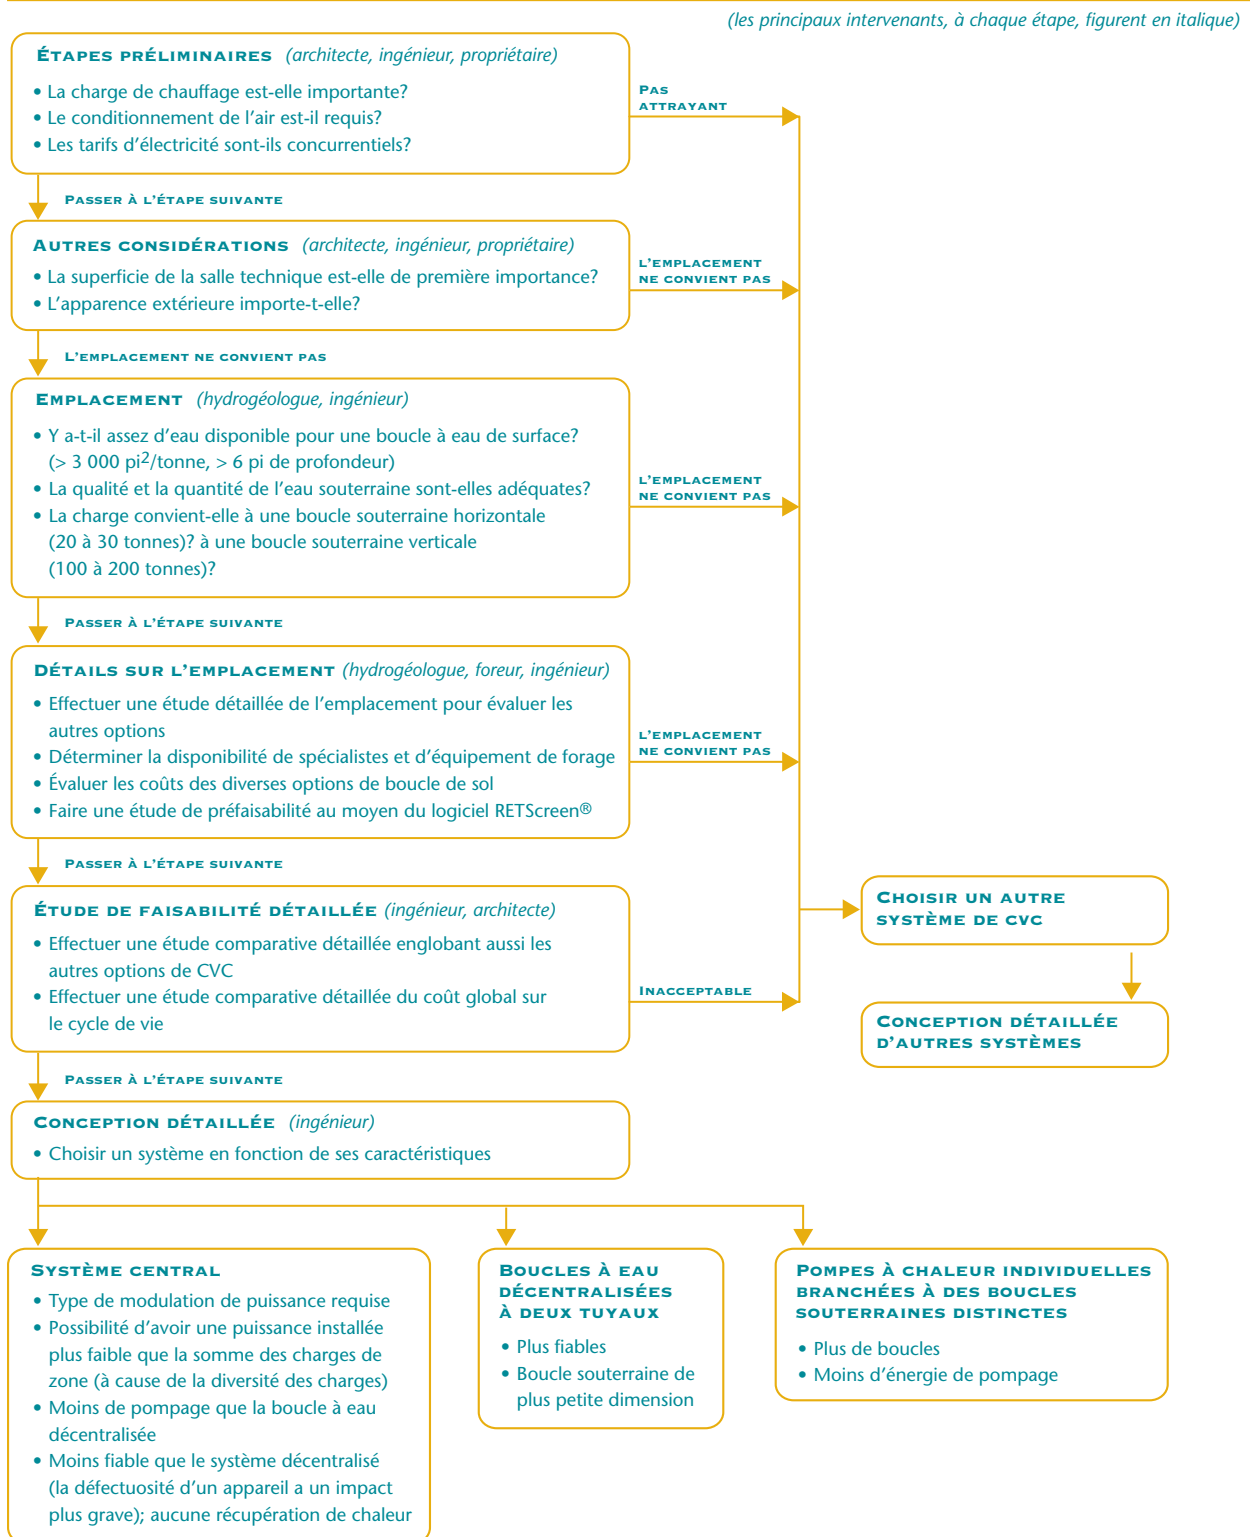 (les principaux intervenants, à chaque étape, figurent en italique)
ÉTAPES PRÉLIMINAIRES (architecte, ingénieur, propriétaire)
• La charge de chauffage est-elle importante?
• Le conditionnement de l'air est-il requis?
• Les tarifs d'électricité sont-ils concurrentiels?
PAS
ATTRAYANT
PASSER À L'ÉTAPE SUIVANTE
AUTRES CONSIDÉRATIONS (architecte, ingénieur, propriétaire)
• La superficie de la salle technique est-elle de première importance?
• L'apparence extérieure importe-t-elle?
L'EMPLACEMENT
NE CONVIENT PAS
L'EMPLACEMENT NE CONVIENT PAS
EMPLACEMENT (hydrogéologue, ingénieur)
• Y a-t-il assez d'eau disponible pour une boucle à eau de surface?
(> 3 000 pi2/tonne, > 6 pi de profondeur)
• La qualité et la quantité de l'eau souterraine sont-elles adéquates?
• La charge convient-elle à une boucle souterraine horizontale
(20 à 30 tonnes)? à une boucle souterraine verticale
(100 à 200 tonnes)?
L'EMPLACEMENT
NE CONVIENT PAS
PASSER À L'ÉTAPE SUIVANTE
DÉTAILS SUR L'EMPLACEMENT (hydrogéologue, foreur, ingénieur)
• Effectuer une étude détaillée de l'emplacement pour évaluer les
autres options
• Déterminer la disponibilité de spécialistes et d'équipement de forage
• Évaluer les coûts des diverses options de boucle de sol
• Faire une étude de préfaisabilité au moyen du logiciel RETScreen®
L'EMPLACEMENT
NE CONVIENT PAS
PASSER À L'ÉTAPE SUIVANTE
ÉTUDE DE FAISABILITÉ DÉTAILLÉE (ingénieur, architecte)
• Effectuer une étude comparative détaillée englobant aussi les
autres options de CVC
• Effectuer une étude comparative détaillée du coût global sur
le cycle de vie
INACCEPTABLE
CHOISIR UN AUTRE
SYSTÈME DE CVC
CONCEPTION DÉTAILLÉE
D'AUTRES SYSTÈMES
PASSER À L'ÉTAPE SUIVANTE
CONCEPTION DÉTAILLÉE (ingénieur)
• Choisir un système en fonction de ses caractéristiques
SYSTÈME CENTRAL
• Type de modulation de puissance requise
• Possibilité d'avoir une puissance installée
plus faible que la somme des charges de
zone (à cause de la diversité des charges)
• Moins de pompage que la boucle à eau
décentralisée
• Moins fiable que le système décentralisé
(la défectuosité d'un appareil a un impact
plus grave); aucune récupération de chaleur
BOUCLES À EAU
DÉCENTRALISÉES
À DEUX TUYAUX
• Plus fiables
• Boucle souterraine de
plus petite dimension
POMPES À CHALEUR INDIVIDUELLES
BRANCHÉES À DES BOUCLES
SOUTERRAINES DISTINCTES
• Plus de boucles
• Moins d'énergie de pompage